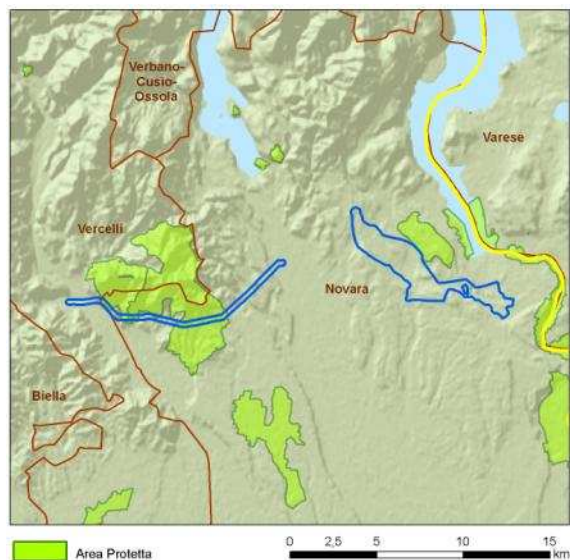 Verbano-
Cusio-
Ossola
Varese
Vercelli
Novara
Biella
Area Protetta
0 2,5 5 10 15
km